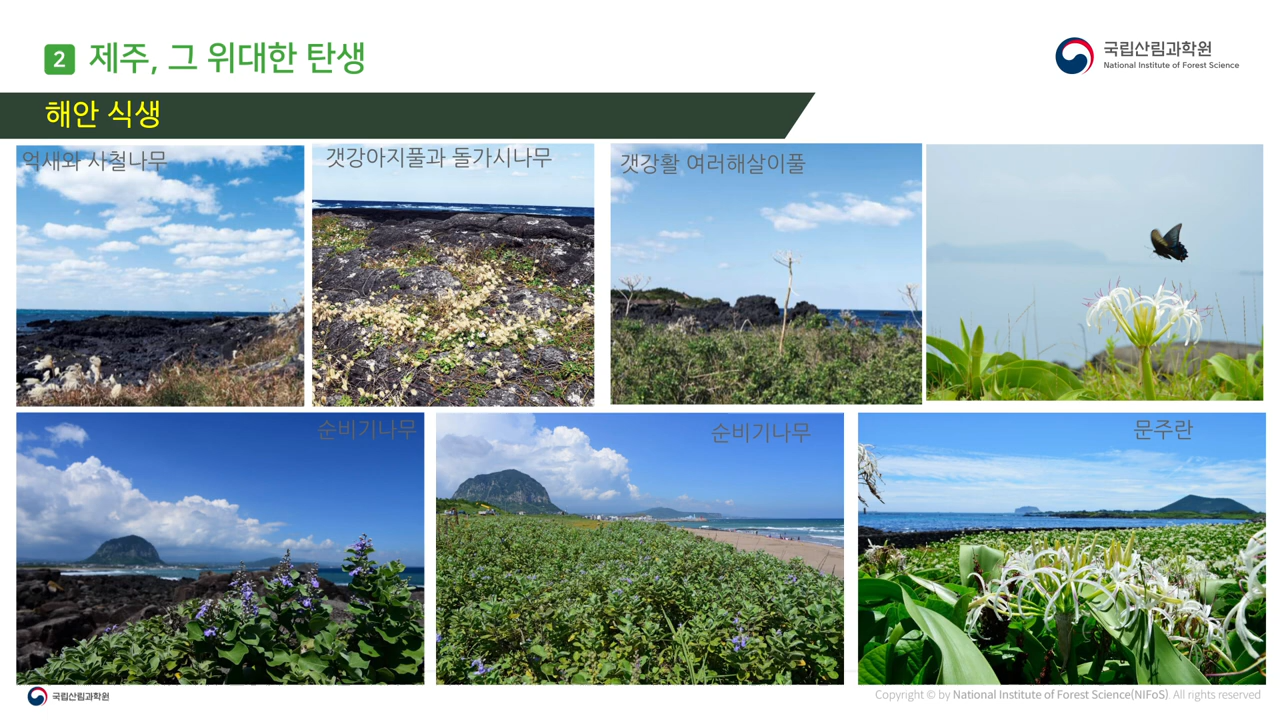 2 제주, 그 위대한 탄생
국립산림과학원
National Institute of Forest Science
해안 식생
억새와 사철나무
갯강아지풀과 돌가시나무
갯강활 여러해살이풀
순비기나무
순비기나무
문주란
국립산림과학원
Copyright © by National Institute of Forest Science(NIFoS). All rights reserved